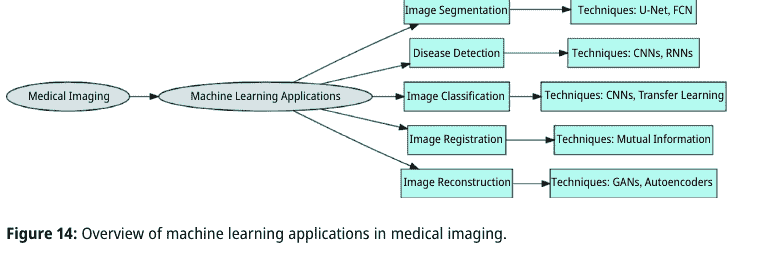 Medical Imaging
Machine Learning Applications
Image Segmentation
Techniques: U-Net, FCN
Disease Detection
Techniques: CNNs, RNNs
Image Classification
Techniques: CNNs, Transfer Learning
Image Registration
Techniques: Mutual Information
Image Reconstruction
Techniques: GANs, Autoencoders
Figure 14: Overview of machine learning applications in medical imaging.